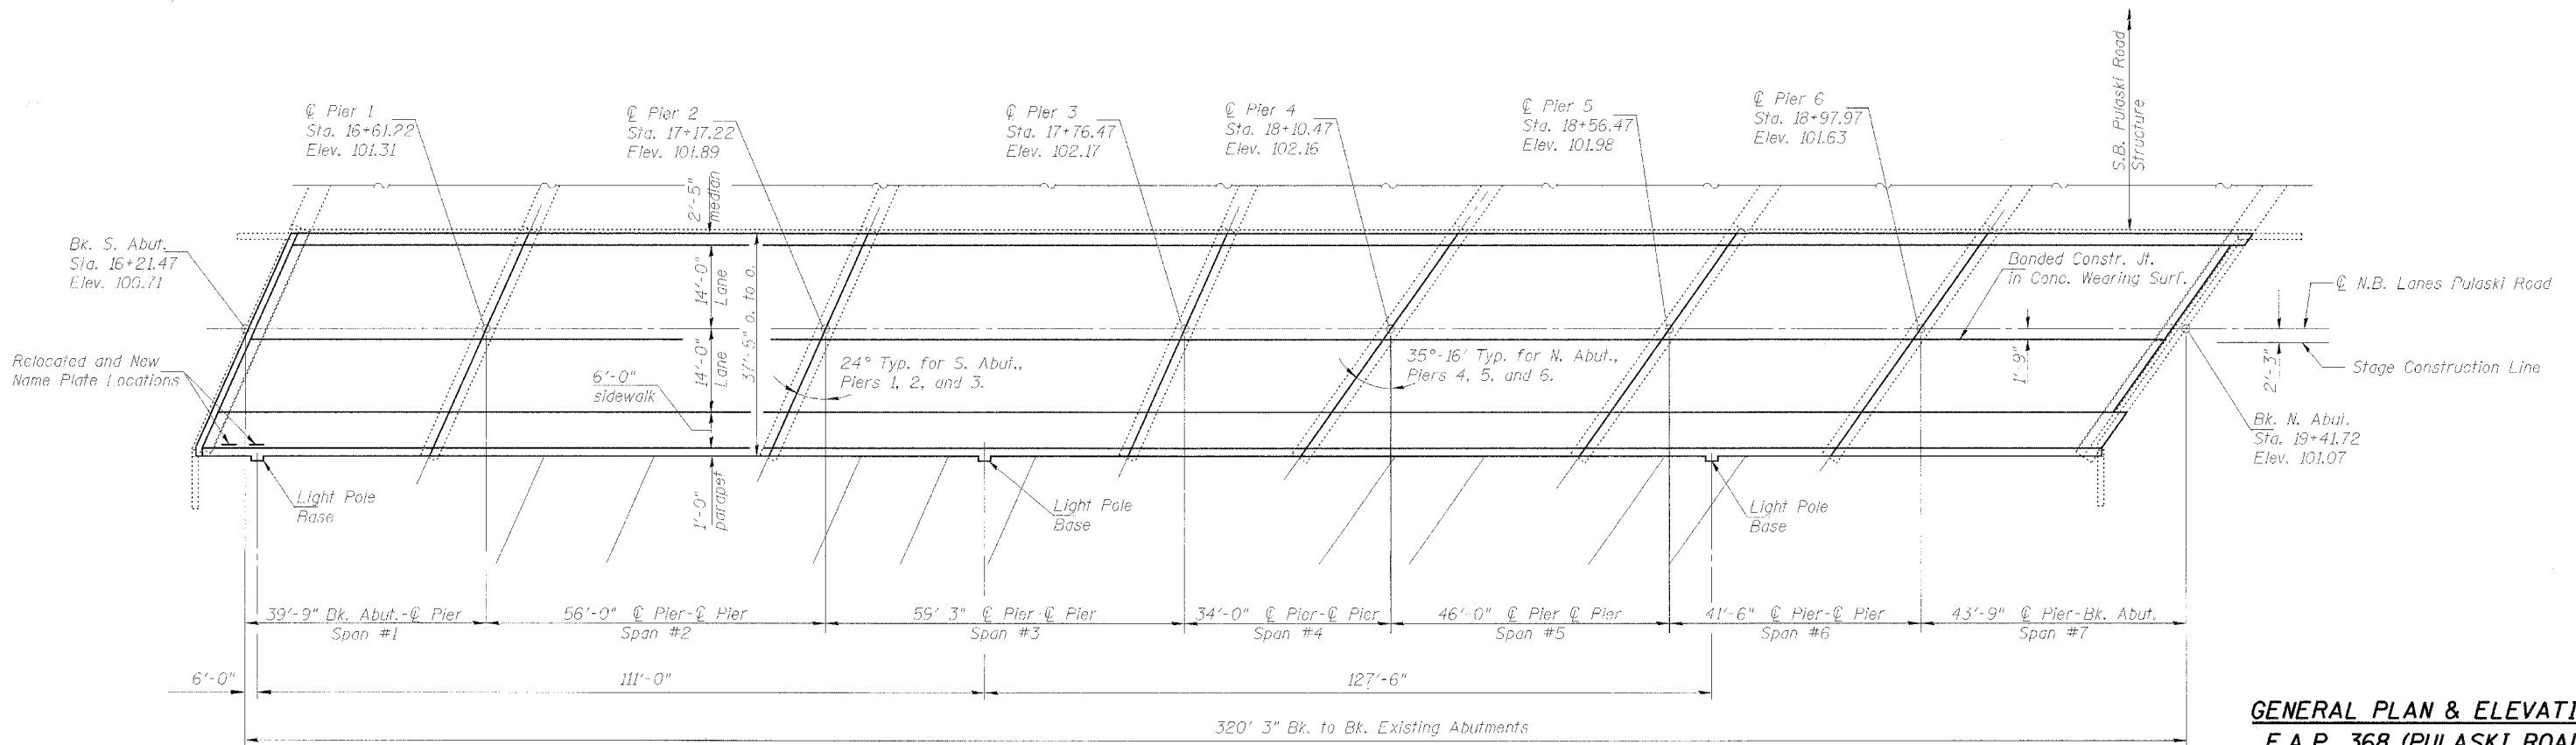 S.B. Pulaski Road
Structure
℄ Pier 1
Sta. 16+61.22
Elev. 101.31
℄ Pier 2
Sta. 17+17.22
Elev. 101.89
℄ Pier 3
Sta. 17+76.47
Elev. 102.17
℄ Pier 4
Sta. 18+10.47
Elev. 102.16
℄ Pier 5
Sta. 18+56.47
Elev. 101.98
℄ Pier 6
Sta. 18+97.97
Elev. 101.63
2'-5"
median
Bk. S. Abut.
Sta. 16+21.47
Elev. 100.71
14'-0"
Lane
37'-5" o. to o.
Bonded Constr. Jt.
in Conc. Wearing Surf.
℄ N.B. Lanes Pulaski Road
Relocated and New
Name Plate Locations
14'-0"
Lane
6'-0"
sidewalk
24° Typ. for S. Abut.,
Piers 1, 2, and 3.
35°-16' Typ. for N. Abut.,
Piers 4, 5, and 6.
1'-9"
2'-3"
Stage Construction Line
Bk. N. Abut.
Sta. 19+41.72
Elev. 101.07
Light Pole
Base
1'-0"
parapet
Light Pole
Base
Light Pole
Base
39'-9" Bk. Abut.-℄ Pier
Span #1
56'-0" ℄ Pier-℄ Pier
Span #2
59'-3" ℄ Pier-℄ Pier
Span #3
34'-0" ℄ Pier-℄ Pier
Span #4
46'-0" ℄ Pier ℄ Pier
Span #5
41'-6" ℄ Pier-℄ Pier
Span #6
43'-9" ℄ Pier-Bk. Abut.
Span #7
6'-0"
111'-0"
127'-6"
320' 3" Bk. to Bk. Existing Abutments
GENERAL PLAN & ELEVATI
F.A.P. 368 (PULASKI ROAD